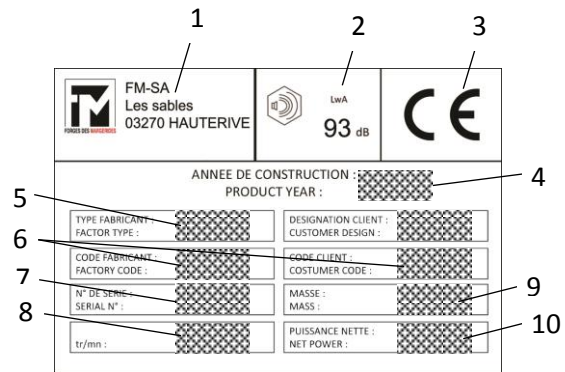 1
2
3
FM-SA
Les sables
03270 HAUTERIVE
FM
FORGES DES MARGERIDES
LwA
93 dB
CE
ANNEE DE CONSTRUCTION :
PRODUCT YEAR :
4
5
TYPE FABRICANT :
FACTOR TYPE :
DESIGNATION CLIENT :
CUSTOMER DESIGN :
6
CODE FABRICANT :
FACTORY CODE :
CODE CLIENT :
COSTUMER CODE :
7
N° DE SERIE :
SERIAL N° :
MASSE :
MASS :
9
8
tr/mn :
PUISSANCE NETTE :
NET POWER :
10